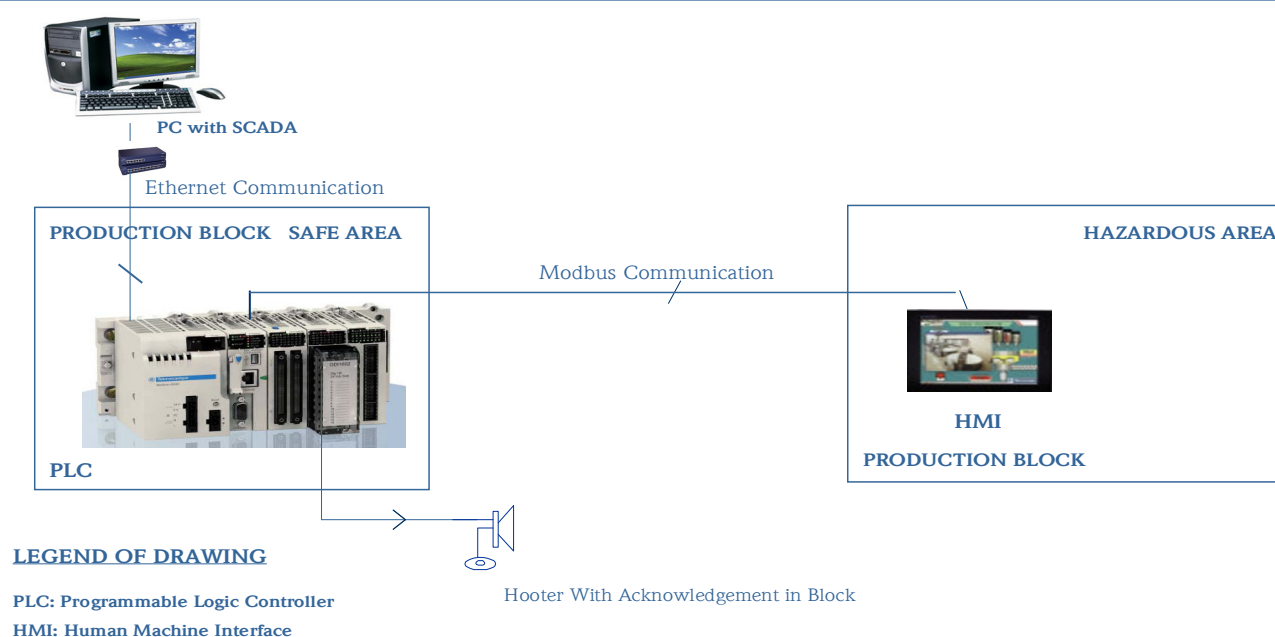 PC with SCADA
Ethernet Communication
PRODUCTION BLOCK SAFE AREA
HAZARDOUS AREA
Modbus Communication
HMI
PRODUCTION BLOCK
PLC
LEGEND OF DRAWING
Hooter With Acknowledgement in Block
PLC: Programmable Logic Controller
HMI: Human Machine Interface